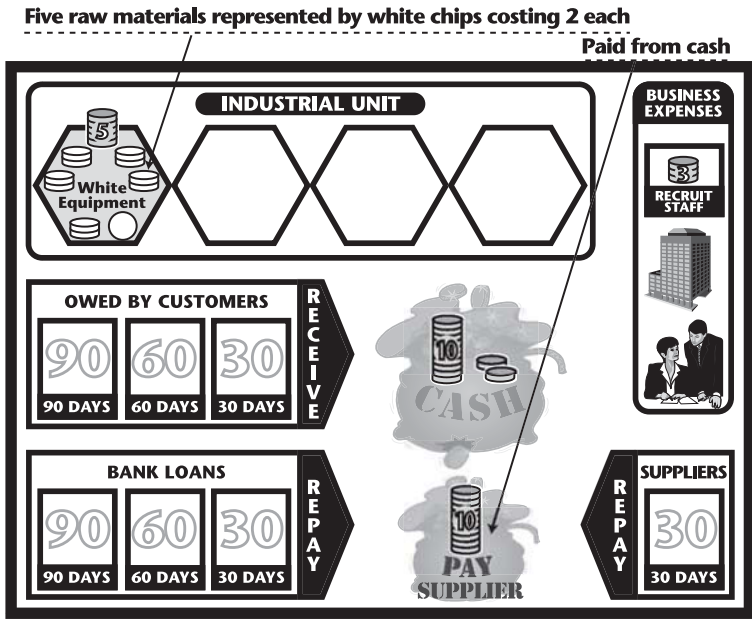 Five raw materials represented by white chips costing 2 each
Paid from cash
INDUSTRIAL UNIT
5
White
Equipment
BUSINESS
EXPENSES
3
RECRUIT
STAFF
OWED BY CUSTOMERS
90
60
30
90 DAYS
60 DAYS
30 DAYS
RECEIVE
10
CASH
BANK LOANS
90
60
30
90 DAYS
60 DAYS
30 DAYS
REPAY
10
PAY
SUPPLIER
REPAY
SUPPLIERS
30
30 DAYS